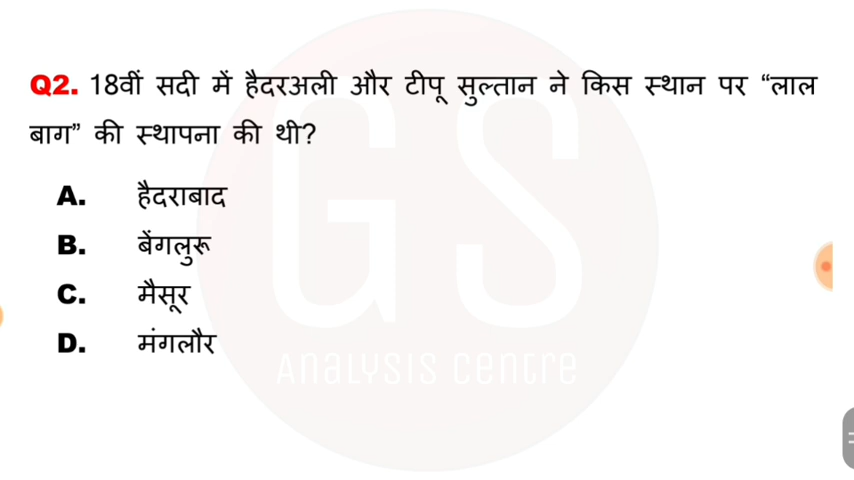 Q2. 18वीं सदी में हैदरअली और टीपू सुल्तान ने किस स्थान पर “लाल
बाग” की स्थापना की थी?
A. हैदराबाद
B. बेंगलुरू
C. मैसूर
D. मंगलौर
GS
ANALYSIS CENTRE